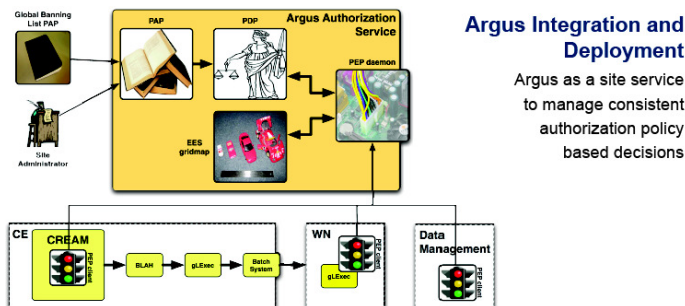 Global Banning
List PAP
PAP
PDP
Argus Authorization
Service
PEP daemon
EES
gridmap
Site
Administrator
Argus Integration and
Deployment
Argus as a site service
to manage consistent
authorization policy
based decisions
CE
CREAM
PEP client
BLAH
gLExec
Batch
System
WN
PEP client
gLExec
Data
Management
PEP client